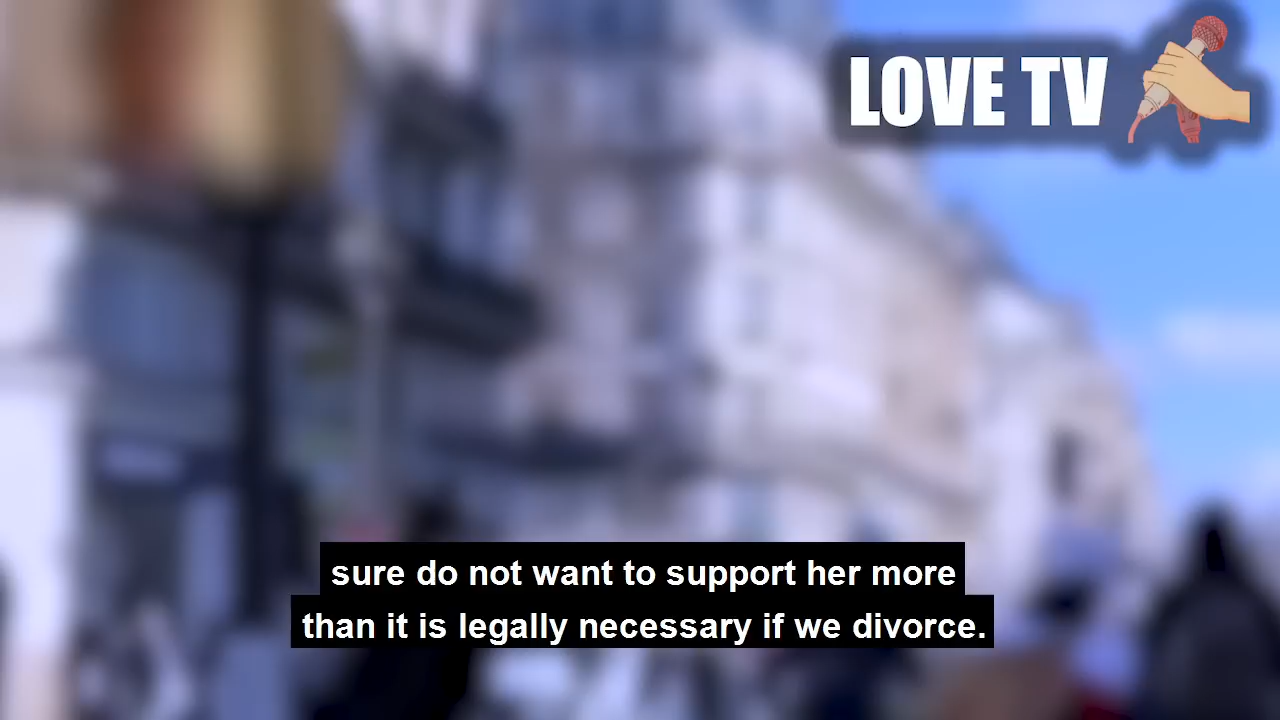 LOVE TV
sure do not want to support her more
than it is legally necessary if we divorce.